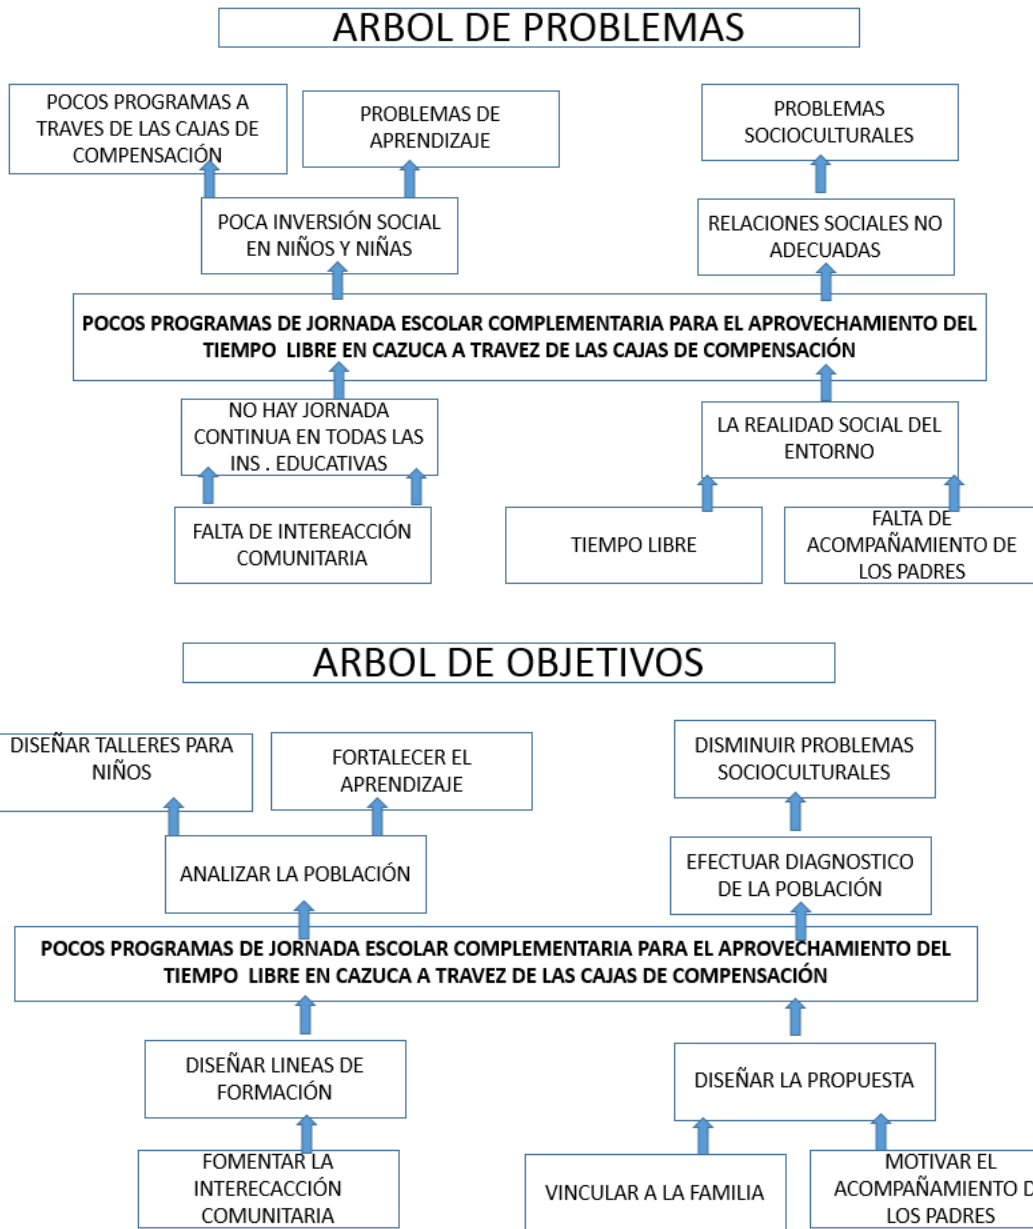 ARBOL DE PROBLEMAS
POCOS PROGRAMAS A
TRAVES DE LAS CAJAS DE
COMPENSACIÓN
PROBLEMAS DE
APRENDIZAJE
PROBLEMAS
SOCIOCULTURALES
POCA INVERSIÓN SOCIAL
EN NIÑOS Y NIÑAS
RELACIONES SOCIALES NO
ADECUADAS
POCOS PROGRAMAS DE JORNADA ESCOLAR COMPLEMENTARIA PARA EL APROVECHAMIENTO DEL
TIEMPO LIBRE EN CAZUCA A TRAVEZ DE LAS CAJAS DE COMPENSACIÓN
NO HAY JORNADA
CONTINUA EN TODAS LAS
INS . EDUCATIVAS
LA REALIDAD SOCIAL DEL
ENTORNO
FALTA DE INTEREACCIÓN
COMUNITARIA
TIEMPO LIBRE
FALTA DE
ACOMPAÑAMIENTO DE
LOS PADRES
ARBOL DE OBJETIVOS
DISEÑAR TALLERES PARA
NIÑOS
FORTALECER EL
APRENDIZAJE
DISMINUIR PROBLEMAS
SOCIOCULTURALES
ANALIZAR LA POBLACIÓN
EFECTUAR DIAGNOSTICO
DE LA POBLACIÓN
POCOS PROGRAMAS DE JORNADA ESCOLAR COMPLEMENTARIA PARA EL APROVECHAMIENTO DEL
TIEMPO LIBRE EN CAZUCA A TRAVEZ DE LAS CAJAS DE COMPENSACIÓN
DISEÑAR LINEAS DE
FORMACIÓN
DISEÑAR LA PROPUESTA
FOMENTAR LA
INTERECACCIÓN
COMUNITARIA
VINCULAR A LA FAMILIA
MOTIVAR EL
ACOMPAÑAMIENTO D
LOS PADRES